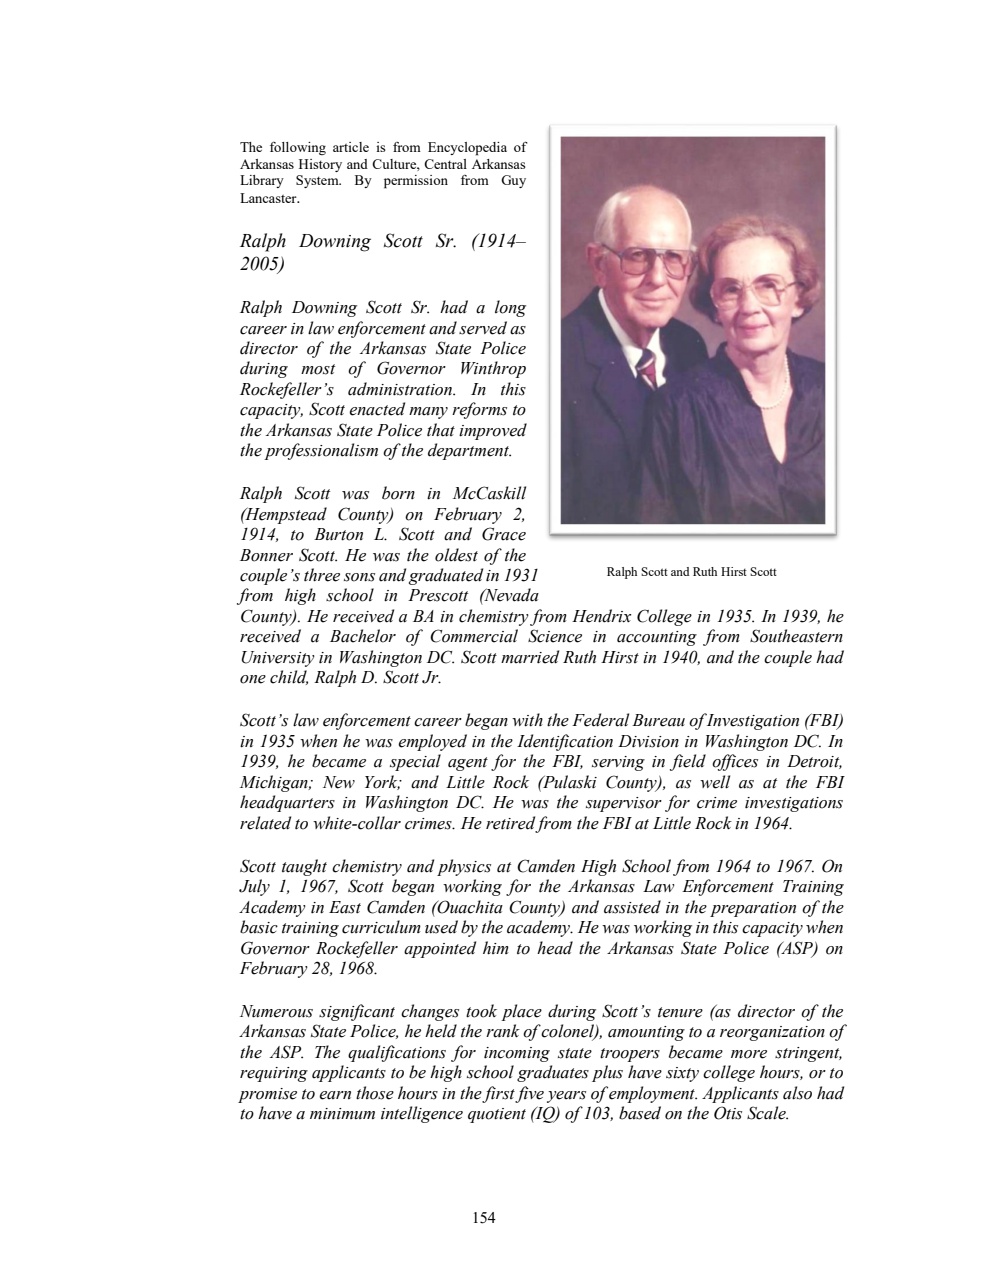 The following article is from Encyclopedia of
Arkansas History and Culture, Central Arkansas
Library System. By permission from Guy
Lancaster.
Ralph Downing Scott Sr. (1914–
2005)
Ralph Downing Scott Sr. had a long
career in law enforcement and served as
director of the Arkansas State Police
during most of Governor Winthrop
Rockefeller’s administration. In this
capacity, Scott enacted many reforms to
the Arkansas State Police that improved
the professionalism of the department.
Ralph Scott was born in McCaskill
(Hempstead County) on February 2,
1914, to Burton L. Scott and Grace
Bonner Scott. He was the oldest of the
couple’s three sons and graduated in 1931
from high school in Prescott (Nevada
County). He received a BA in chemistry from Hendrix College in 1935. In 1939, he
received a Bachelor of Commercial Science in accounting from Southeastern
University in Washington DC. Scott married Ruth Hirst in 1940, and the couple had
one child, Ralph D. Scott Jr.
Ralph Scott and Ruth Hirst Scott
Scott’s law enforcement career began with the Federal Bureau of Investigation (FBI)
in 1935 when he was employed in the Identification Division in Washington DC. In
1939, he became a special agent for the FBI, serving in field offices in Detroit,
Michigan; New York; and Little Rock (Pulaski County), as well as at the FBI
headquarters in Washington DC. He was the supervisor for crime investigations
related to white-collar crimes. He retired from the FBI at Little Rock in 1964.
Scott taught chemistry and physics at Camden High School from 1964 to 1967. On
July 1, 1967, Scott began working for the Arkansas Law Enforcement Training
Academy in East Camden (Ouachita County) and assisted in the preparation of the
basic training curriculum used by the academy. He was working in this capacity when
Governor Rockefeller appointed him to head the Arkansas State Police (ASP) on
February 28, 1968.
Numerous significant changes took place during Scott’s tenure (as director of the
Arkansas State Police, he held the rank of colonel), amounting to a reorganization of
the ASP. The qualifications for incoming state troopers became more stringent,
requiring applicants to be high school graduates plus have sixty college hours, or to
promise to earn those hours in the first five years of employment. Applicants also had
to have a minimum intelligence quotient (IQ) of 103, based on the Otis Scale.
154